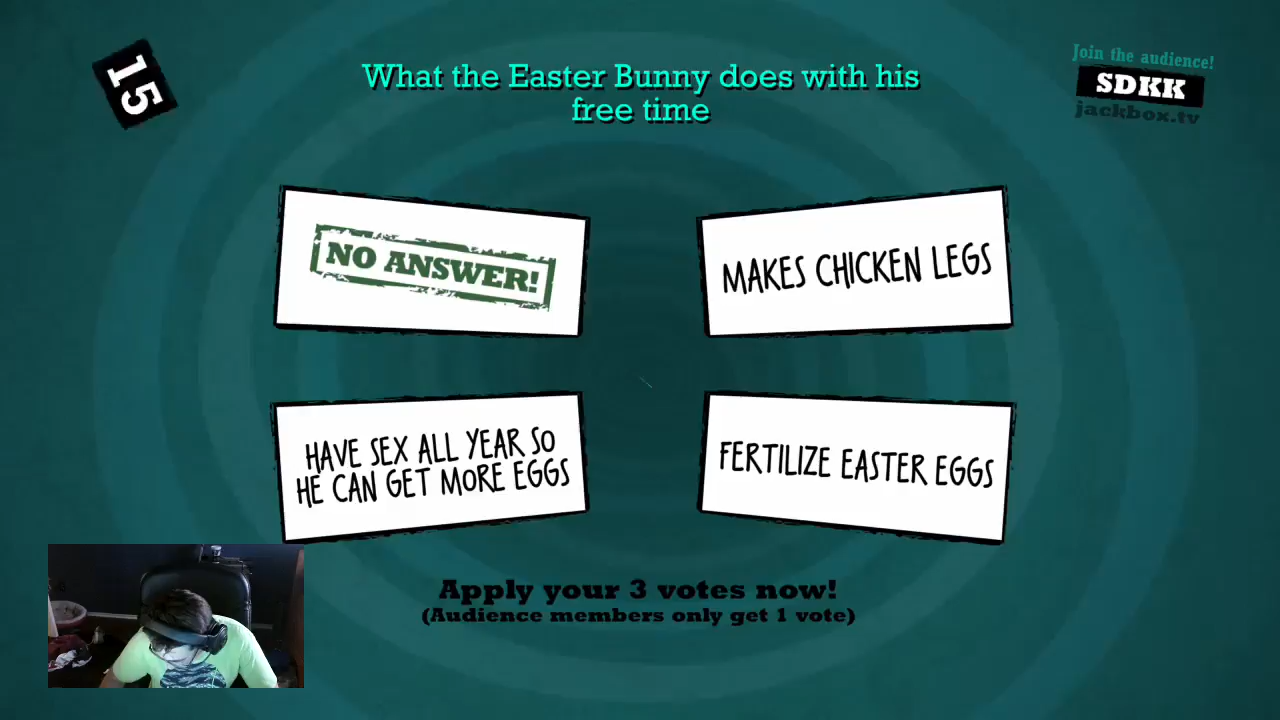 15
What the Easter Bunny does with his
free time
Join the audience!
SDKK
jackbox.tv
NO ANSWER!
MAKES CHICKEN LEGS
HAVE SEX ALL YEAR SO
HE CAN GET MORE EGGS
FERTILIZE EASTER EGGS
Apply your 3 votes now!
(Audience members only get 1 vote)